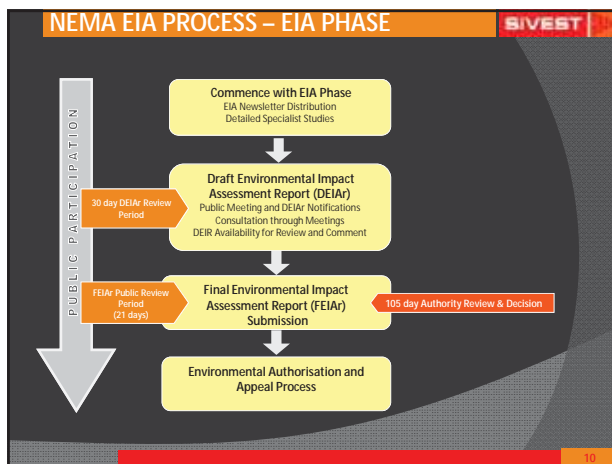 NEMA EIA PROCESS – EIA PHASE
SIVEST
PUBLIC PARTICIPATION
Commence with EIA Phase
EIA Newsletter Distribution
Detailed Specialist Studies
30 day DEIAr Review
Period
Draft Environmental Impact
Assessment Report (DEIAr)
Public Meeting and DEIAr Notifications
Consultation through Meetings
DEIR Availability for Review and Comment
FEIAr Public Review
Period
(21 days)
Final Environmental Impact
Assessment Report (FEIAr)
Submission
105 day Authority Review & Decision
Environmental Authorisation and
Appeal Process
10